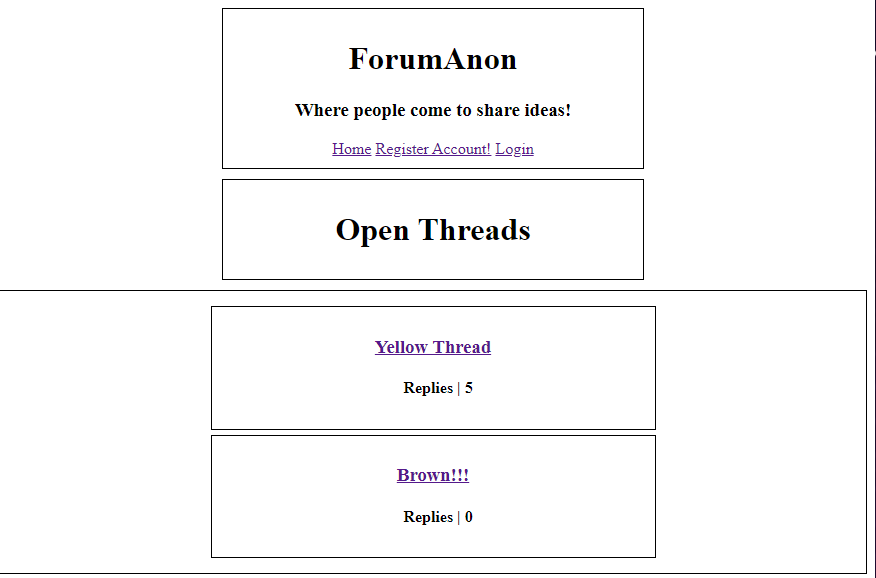 ForumAnon
Where people come to share ideas!
Home Register Account! Login
Open Threads
Yellow Thread
Replies | 5
Brown!!!
Replies | 0